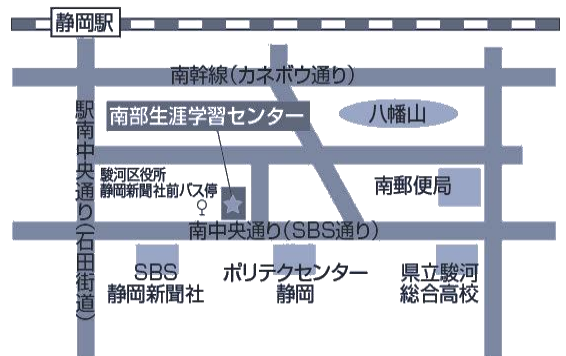 静岡駅
南幹線(カネボウ通り)
駅南中央通り(石田街道)
南部生涯学習センター
八幡山
駿河区役所
静岡新聞社前バス停
南郵便局
南中央通り(SBS通り)
SBS
静岡新聞社
ポリテクセンター
静岡
県立駿河
総合高校